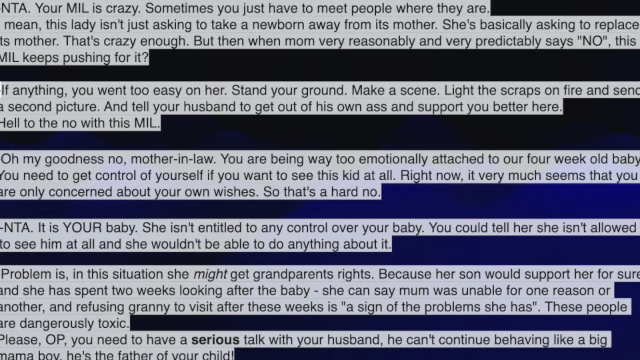 -NTA. Your MIL is crazy. Sometimes you just have to meet people where they are.
mean, this lady isn't just asking to take a newborn away from its mother. She's basically asking to replace
its mother. That's crazy enough. But then when mom very reasonably and very predictably says "NO", this
MIL keeps pushing for it?
If anything, you went too easy on her. Stand your ground. Make a scene. Light the scraps on fire and send
a second picture. And tell your husband to get out of his own ass and support you better here.
Hell to the no with this MIL.
-Oh my goodness no, mother-in-law. You are being way too emotionally attached to our four week old baby
You need to get control of yourself if you want to see this kid at all. Right now, it very much seems that you
are only concerned about your own wishes. So that's a hard no.
-NTA. It is YOUR baby. She isn't entitled to any control over your baby. You could tell her she isn't allowed
to see him at all and she wouldn't be able to do anything about it.
Problem is, in this situation she might get grandparents rights. Because her son would support her for sure
and she has spent two weeks looking after the baby - she can say mum was unable for one reason or
another, and refusing granny to visit after these weeks is "a sign of the problems she has". These people
are dangerously toxic.
Please, OP, you need to have a serious talk with your husband, he can't continue behaving like a big
mama boy, he's the father of your child!